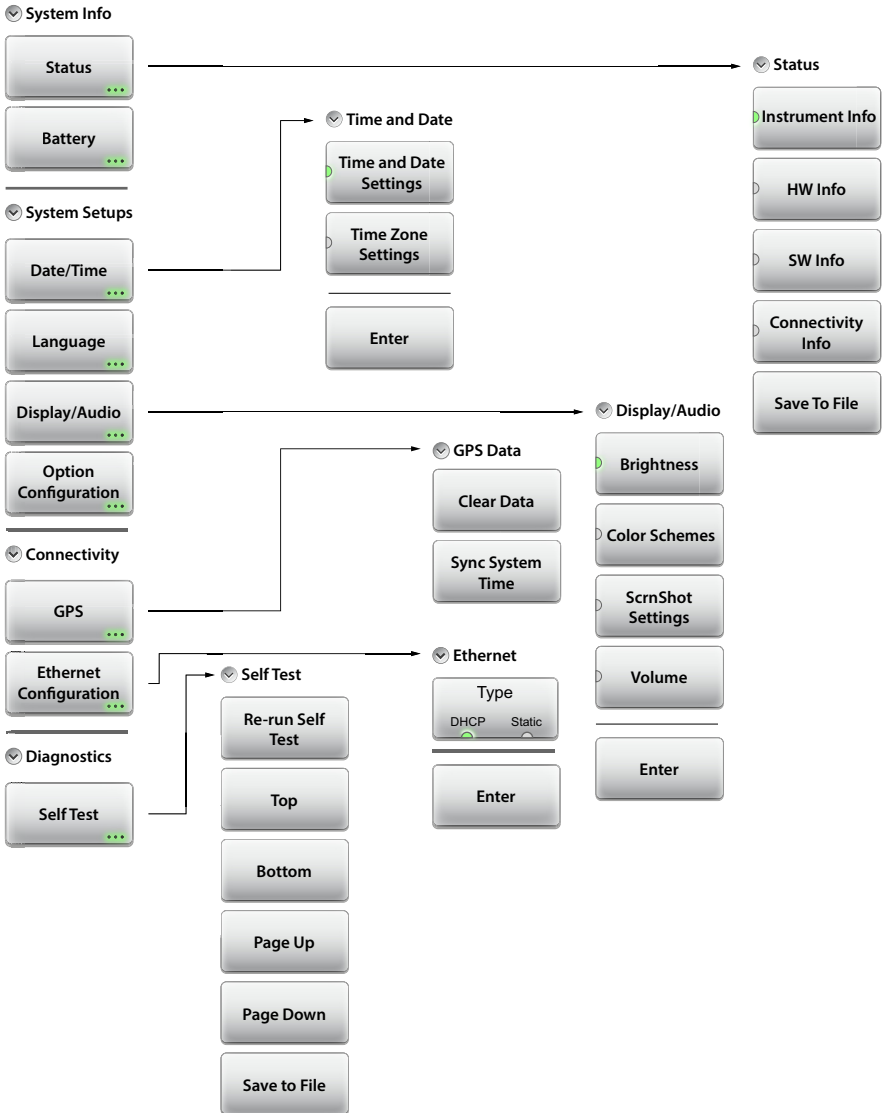 System Info
Status
Battery
System Setups
Date/Time
Language
Display/Audio
Option
Configuration
Connectivity
GPS
Ethernet
Configuration
Diagnostics
Self Test
Time and Date
Time and Date
Settings
Time Zone
Settings
Enter
Self Test
Re-run Self
Test
Top
Bottom
Page Up
Page Down
Save to File
GPS Data
Clear Data
Sync System
Time
Ethernet
Type
DHCP Static
Enter
Display/Audio
Brightness
Color Schemes
ScrnShot
Settings
Volume
Enter
Status
Instrument Info
HW Info
SW Info
Connectivity
Info
Save To File